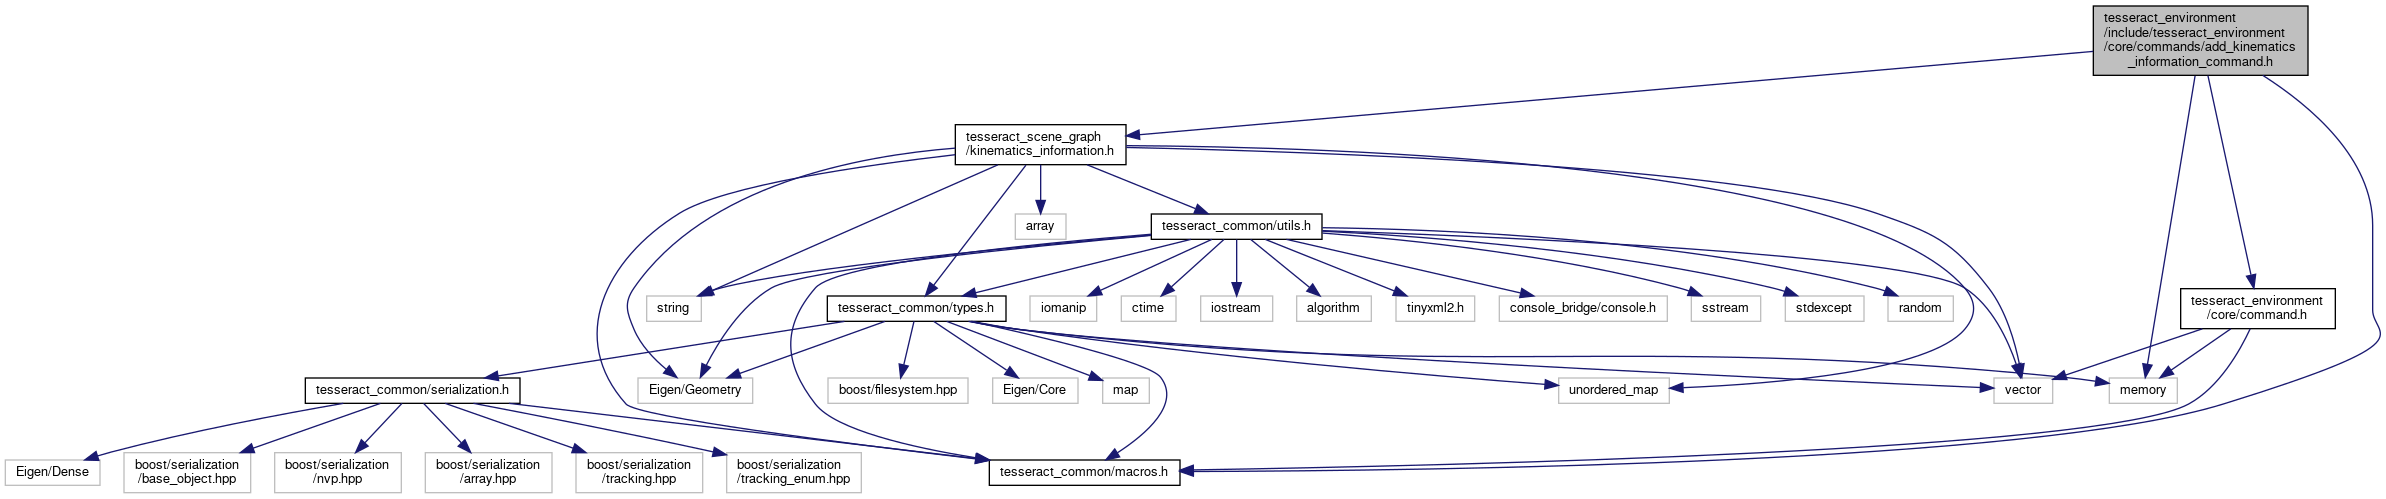 tesseract_environment
/include/tesseract_environment
/core/commands/add_kinematics
_information_command.h
tesseract_scene_graph
/kinematics_information.h
array
tesseract_common/utils.h
string
tesseract_common/types.h
iomanip
ctime
iostream
algorithm
tinyxml2.h
console_bridge/console.h
sstream
stdexcept
random
tesseract_environment
/core/command.h
tesseract_common/serialization.h
Eigen/Geometry
boost/filesystem.hpp
Eigen/Core
map
unordered_map
vector
memory
Eigen/Dense
boost/serialization
/base_object.hpp
boost/serialization
/nvp.hpp
boost/serialization
/array.hpp
boost/serialization
/tracking.hpp
boost/serialization
/tracking_enum.hpp
tesseract_common/macros.h